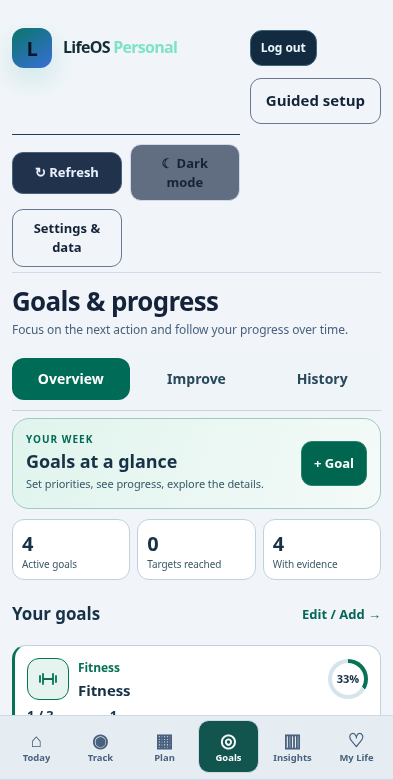 L LifeOS Personal
Log out
Guided setup
↻ Refresh
☾ Dark
mode
Settings &
data
Goals & progress
Focus on the next action and follow your progress over time.
Overview Improve History
YOUR WEEK
Goals at a glance
Set priorities, see progress, explore the details.
+ Goal
4 0 4
Active goals Targets reached With evidence
Your goals
Edit / Add →
Fitness
Fitness
33%
Today Track Plan Goals Insights My Life